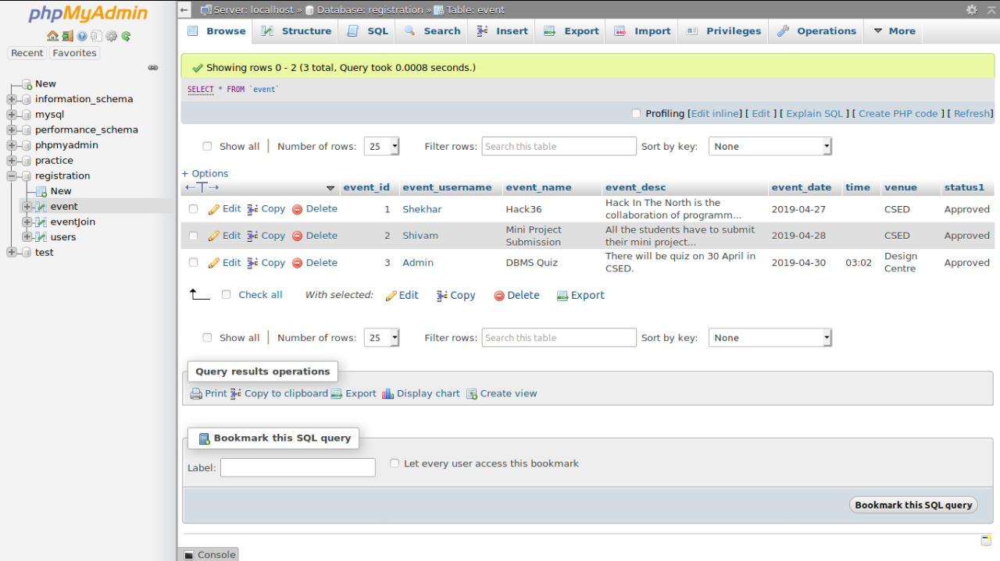 phpMyAdmin
Recent Favorites
New
information_schema
mysql
performance_schema
phpmyadmin
practice
registration
New
event
eventJoin
users
test
Server: localhost » Database: registration » Table: event
Browse Structure SQL Search Insert Export Import Privileges Operations More
Showing rows 0 - 2 (3 total, Query took 0.0008 seconds.)
SELECT * FROM `event`
Profiling [Edit inline] [ Edit ] [ Explain SQL ] [ Create PHP code ] [ Refresh]
Show all Number of rows: 25 Filter rows: Search this table Sort by key: None
+ Options
←T→ event_id event_username event_name event_desc event_date time venue status1
Edit Copy Delete 1 Shekhar Hack36 Hack In The North is the
collaboration of programm... 2019-04-27 CSED Approved
Edit Copy Delete 2 Shivam Mini Project
Submission All the students have to submit
their mini project... 2019-04-28 CSED Approved
Edit Copy Delete 3 Admin DBMS Quiz There will be quiz on 30 April in
CSED. 2019-04-30 03:02 Design
Centre Approved
Check all With selected: Edit Copy Delete Export
Show all Number of rows: 25 Filter rows: Search this table Sort by key: None
Query results operations
Print Copy to clipboard Export Display chart Create view
Bookmark this SQL query
Label: Let every user access this bookmark
Bookmark this SQL query
Console